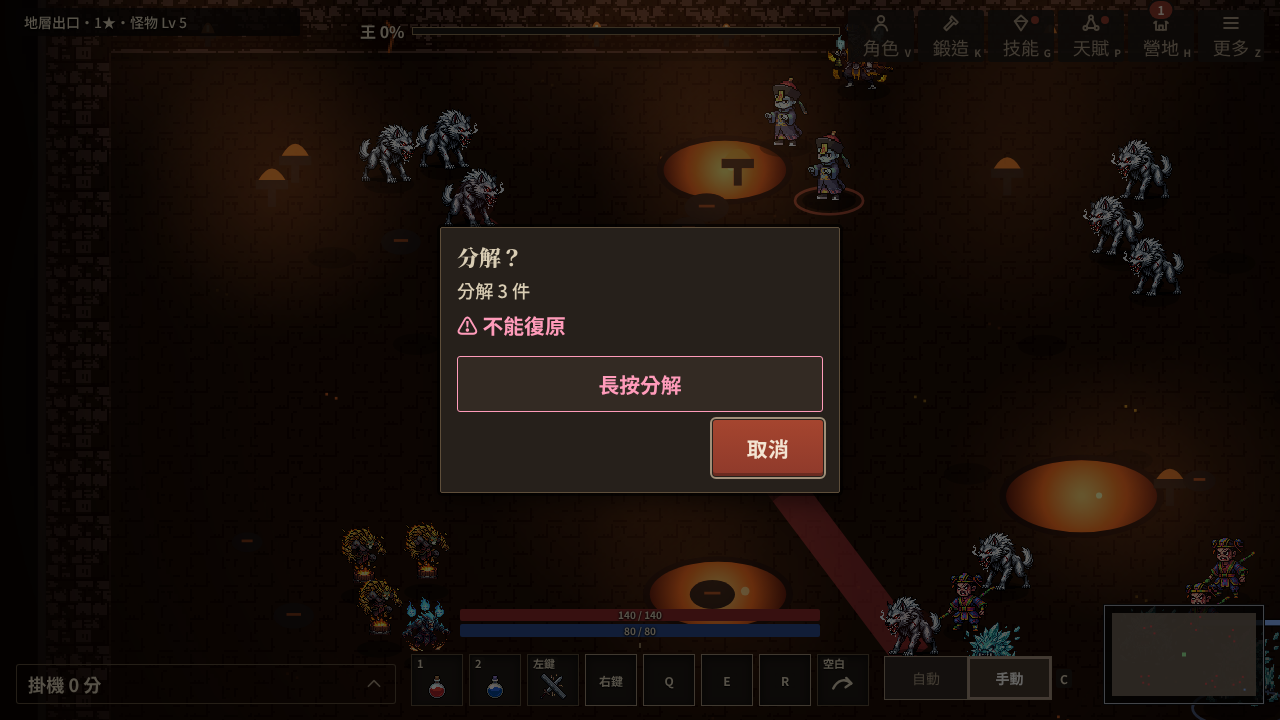 地層出口・1★・怪物 Lv 5
王 0%
角色 V
鍛造 K
技能 G
天賦 P
1
營地 H
更多 Z
分解？
分解 3 件
不能復原
長按分解
取消
140 / 140
80 / 80
掛機 0 分
1
2
左鍵
右鍵
Q
E
R
空白
自動
手動
C